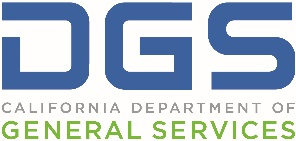 DGS
CALIFORNIA DEPARTMENT OF
GENERAL SERVICES